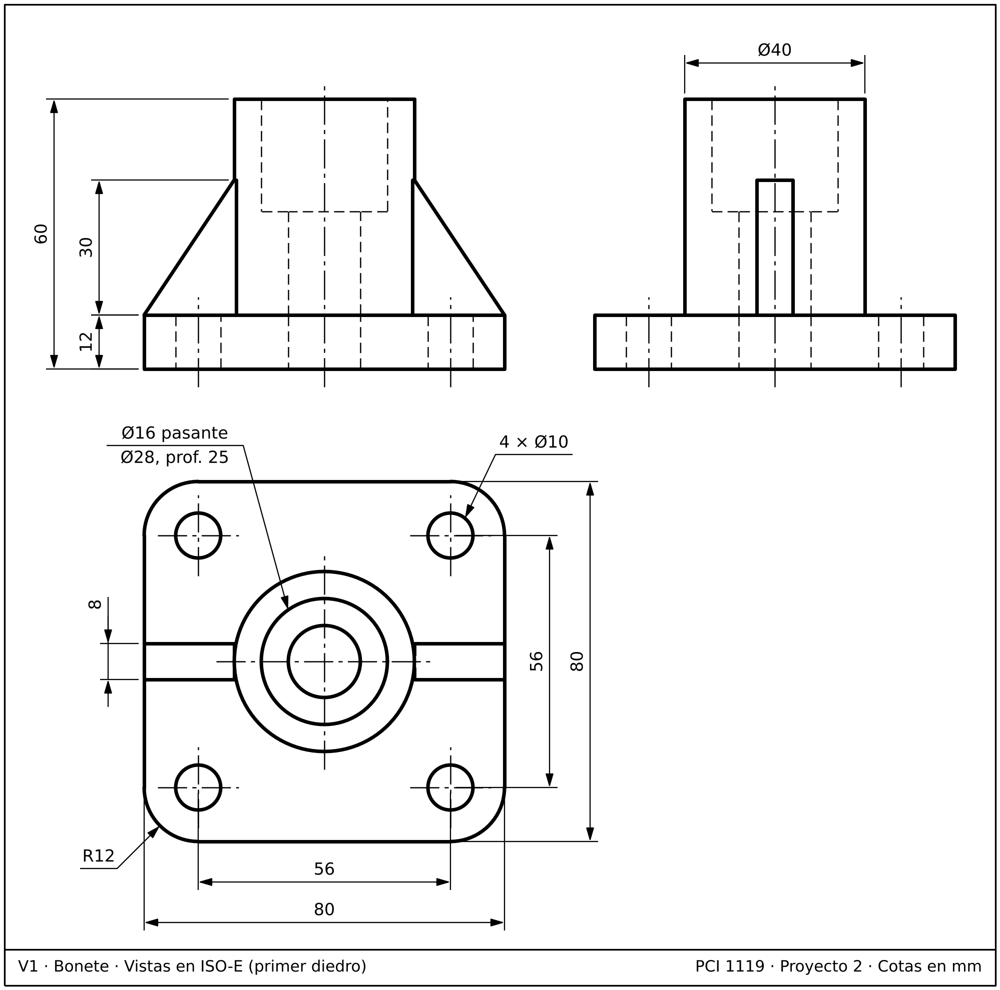 Ø40
60
30
12
Ø16 pasante
Ø28, prof. 25
4 × Ø10
8
56
80
R12
56
80
V1 · Bonete · Vistas en ISO-E (primer diedro)
PCI 1119 · Proyecto 2 · Cotas en mm